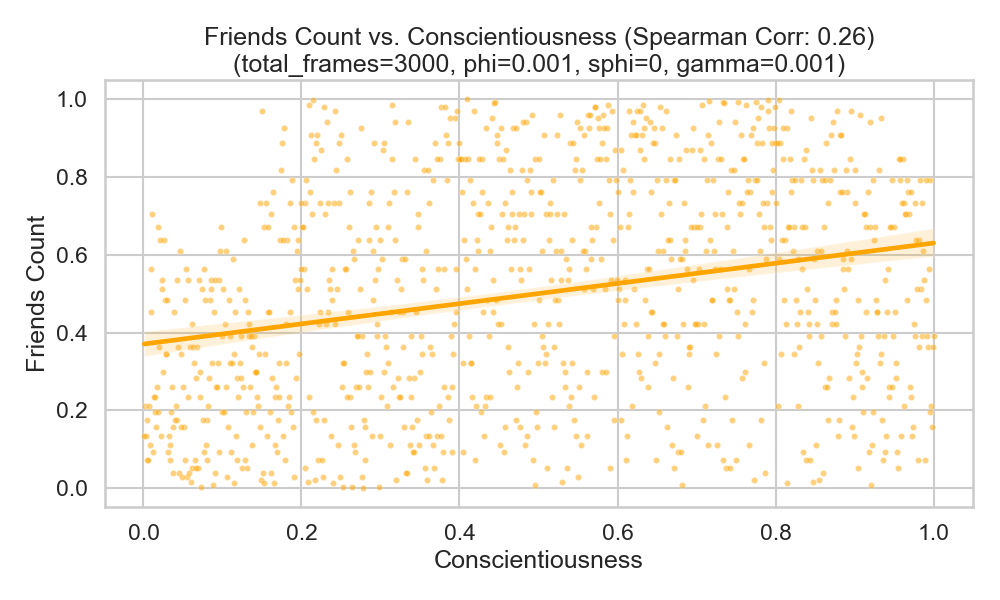 Friends Count vs. Conscientiousness (Spearman Corr: 0.26)
(total_frames=3000, phi=0.001, sphi=0, gamma=0.001)
1.0
0.8
0.6
0.4
0.2
0.0
Friends Count
0.0 0.2 0.4 0.6 0.8 1.0
Conscientiousness